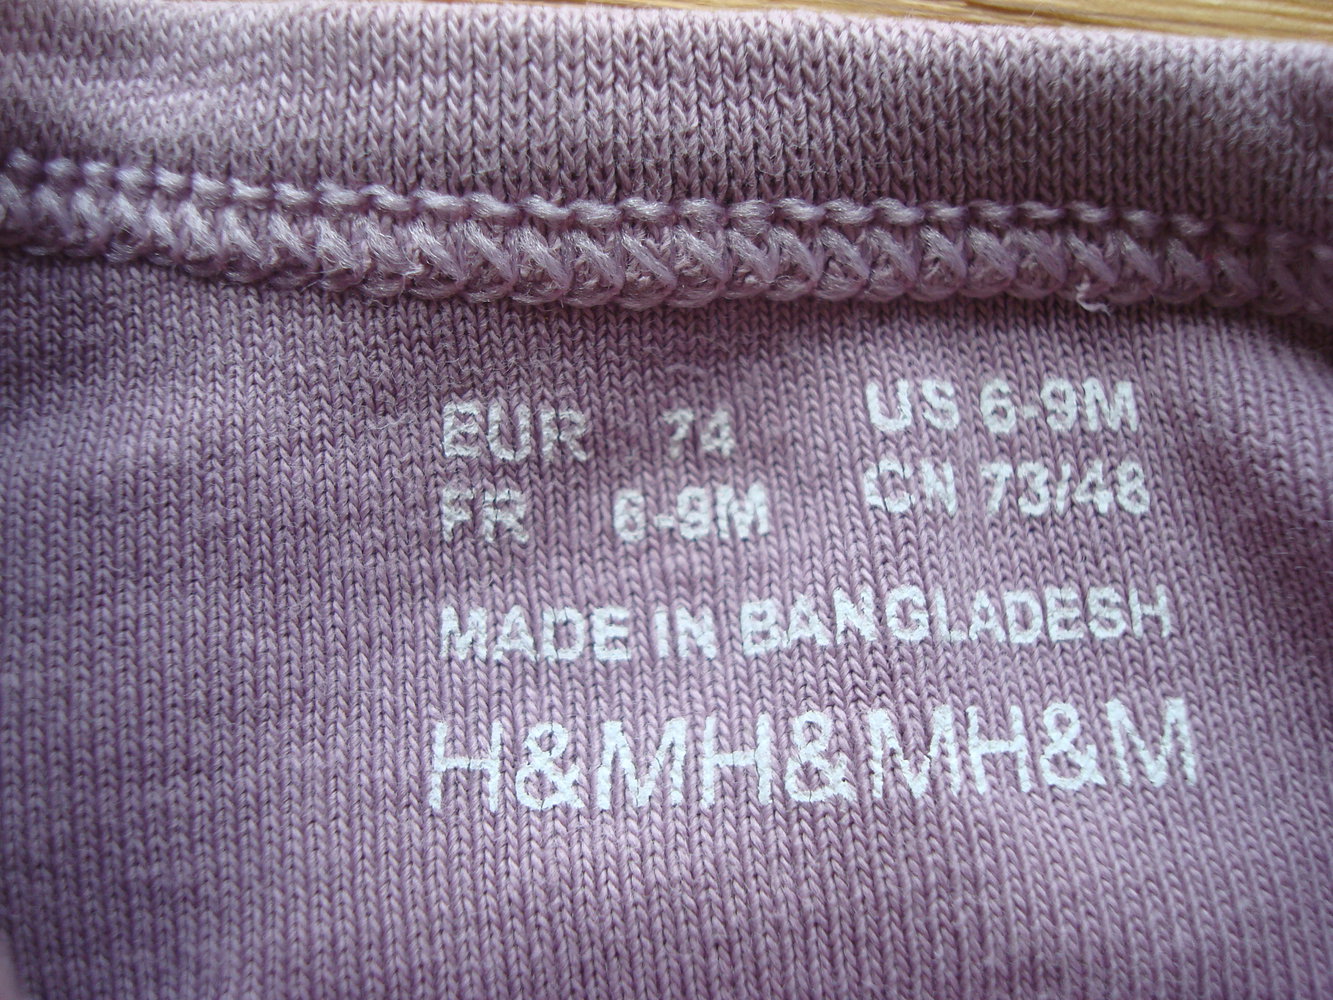 EUR 74 US 6-9M
FR 6-9M CN 73/48
MADE IN BANGLADESH
H&MH&MH&M